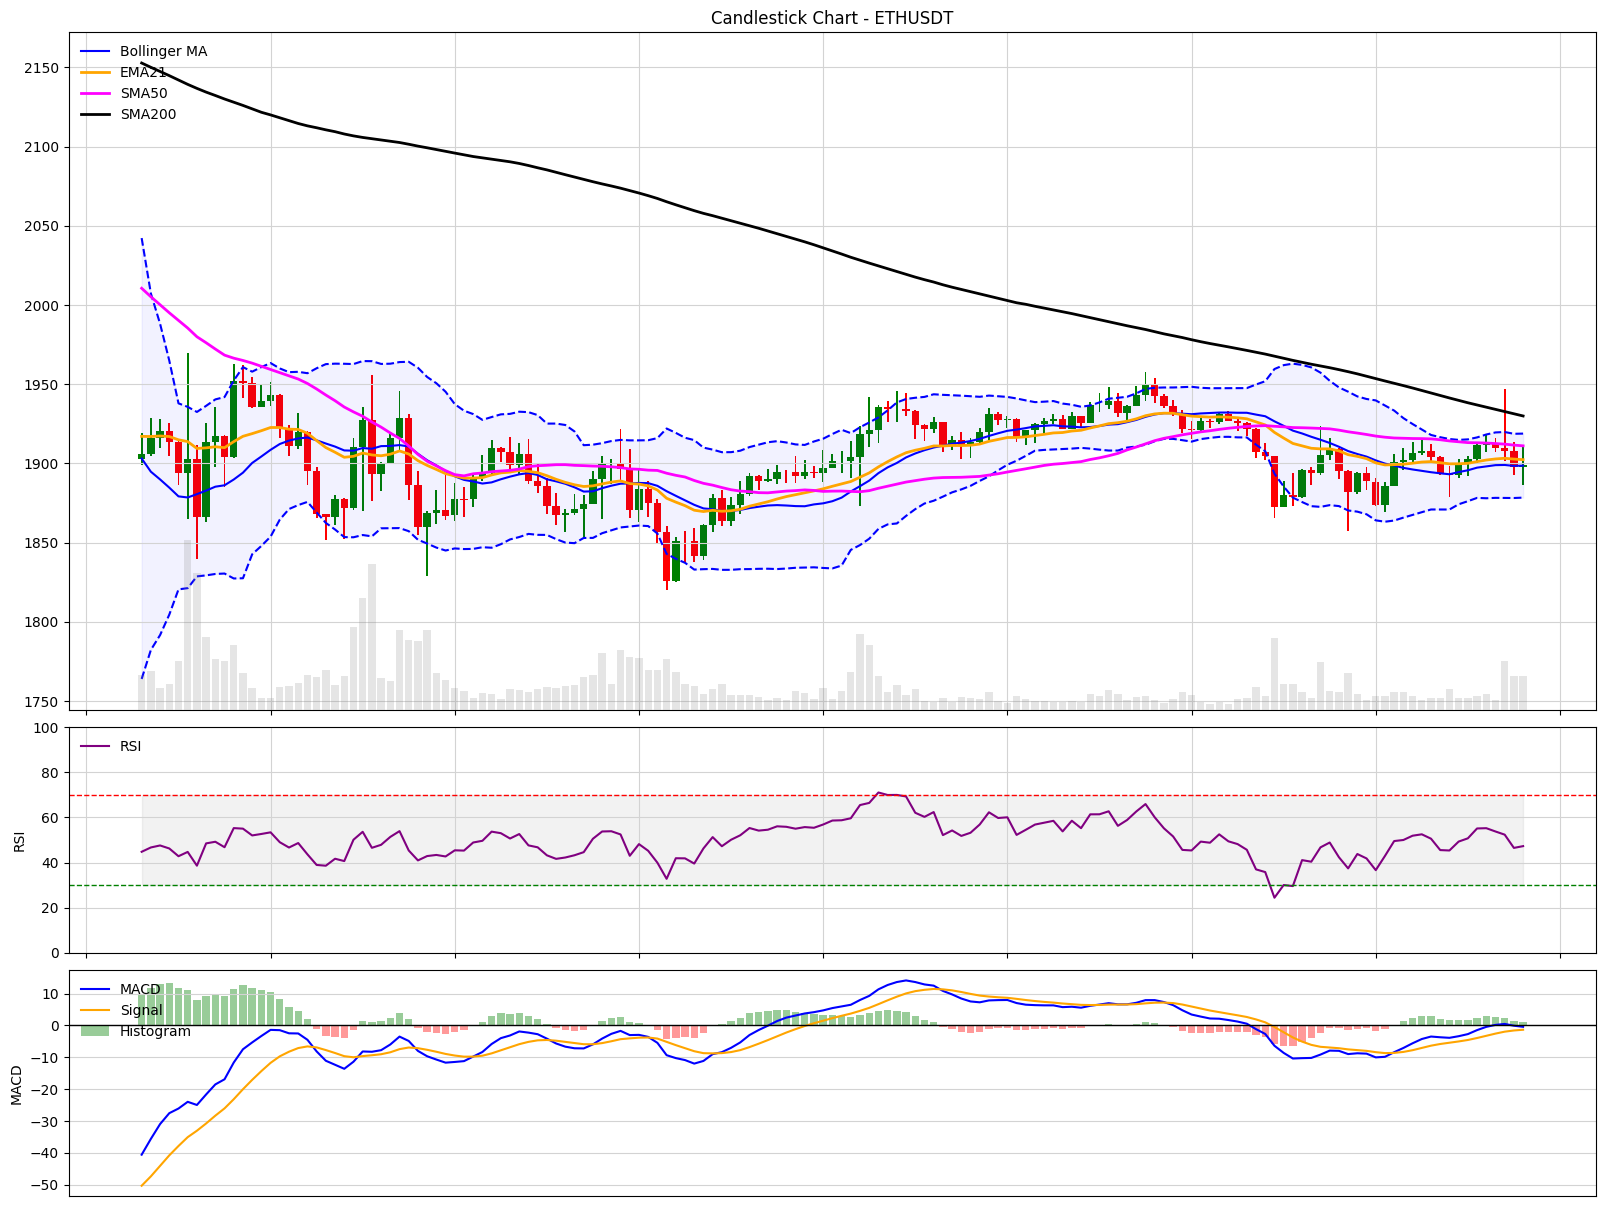 Candlestick Chart - ETHUSDT
Bollinger MA
EMA21
SMA50
SMA200
2150
2100
2050
2000
1950
1900
1850
1800
1750
RSI
100
80
60
40
20
0
RSI
MACD
Signal
Histogram
10
0
−10
−20
−30
−40
−50
MACD